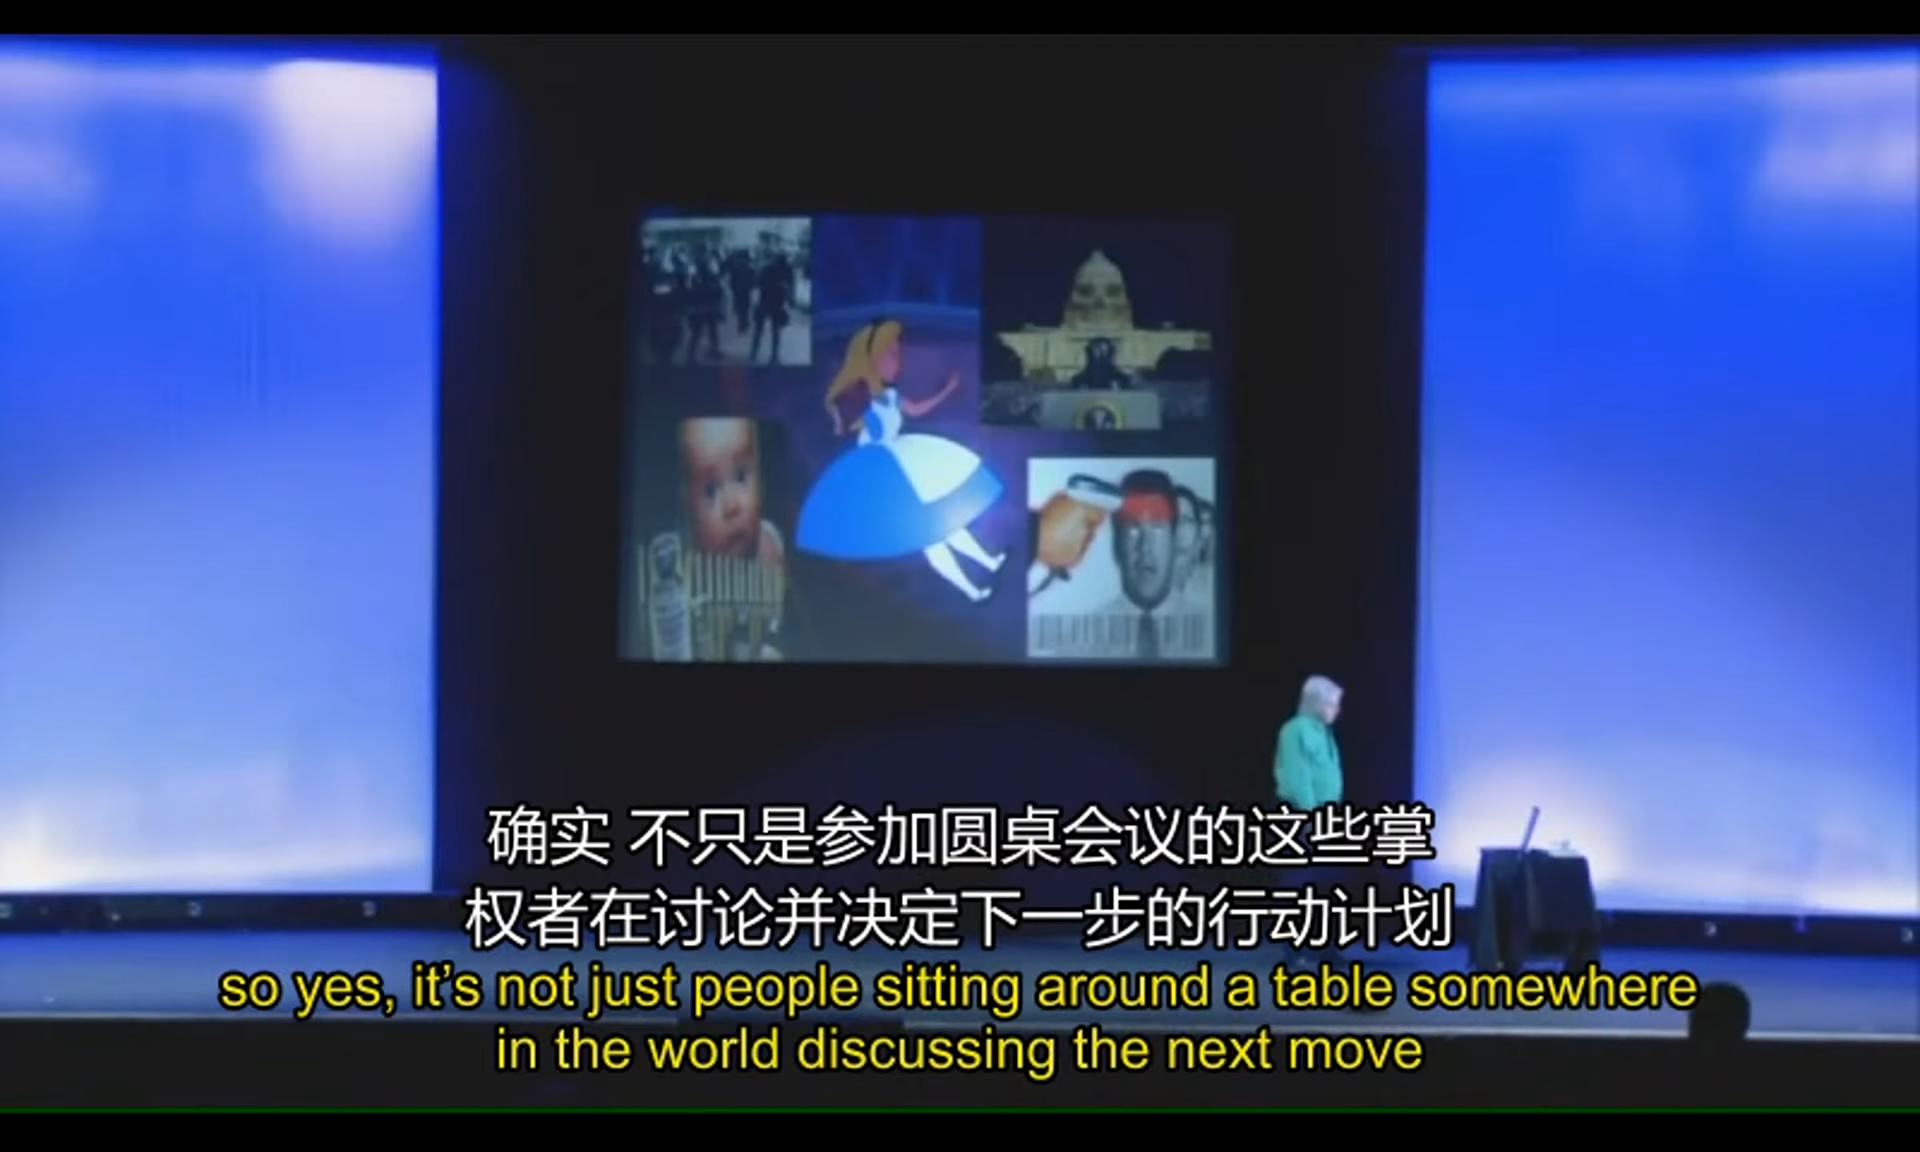 确实 不只是参加圆桌会议的这些掌
权者在讨论并决定下一步的行动计划
so yes, it's not just people sitting around a table somewhere
in the world discussing the next move